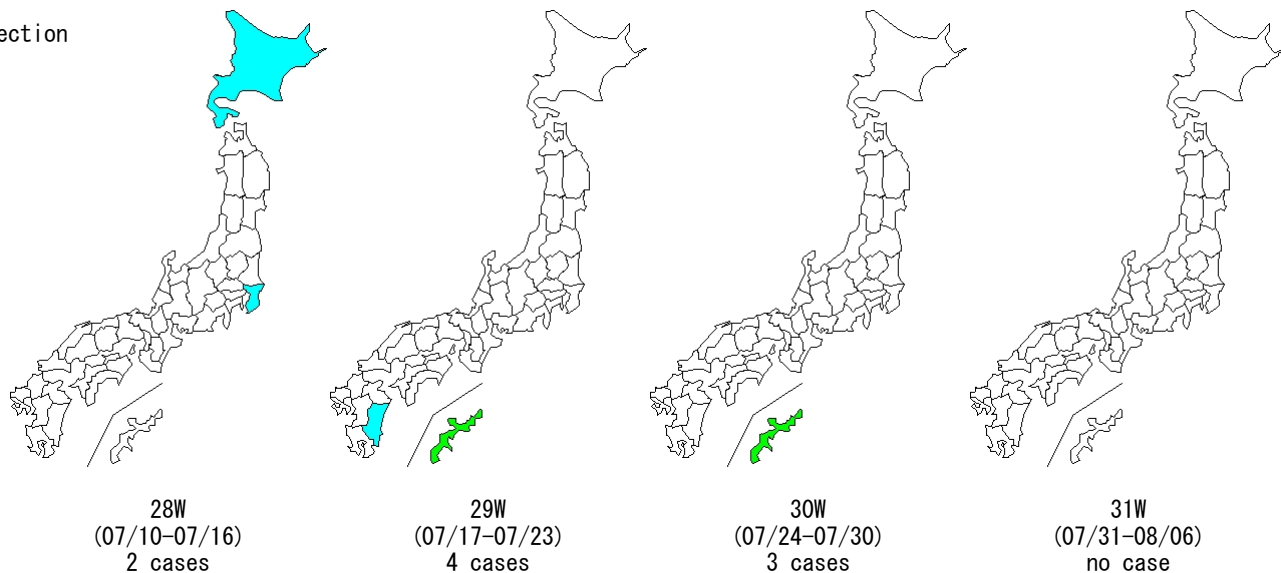 ection
28W
(07/10-07/16)
2 cases
29W
(07/17-07/23)
4 cases
30W
(07/24-07/30)
3 cases
31W
(07/31-08/06)
no case